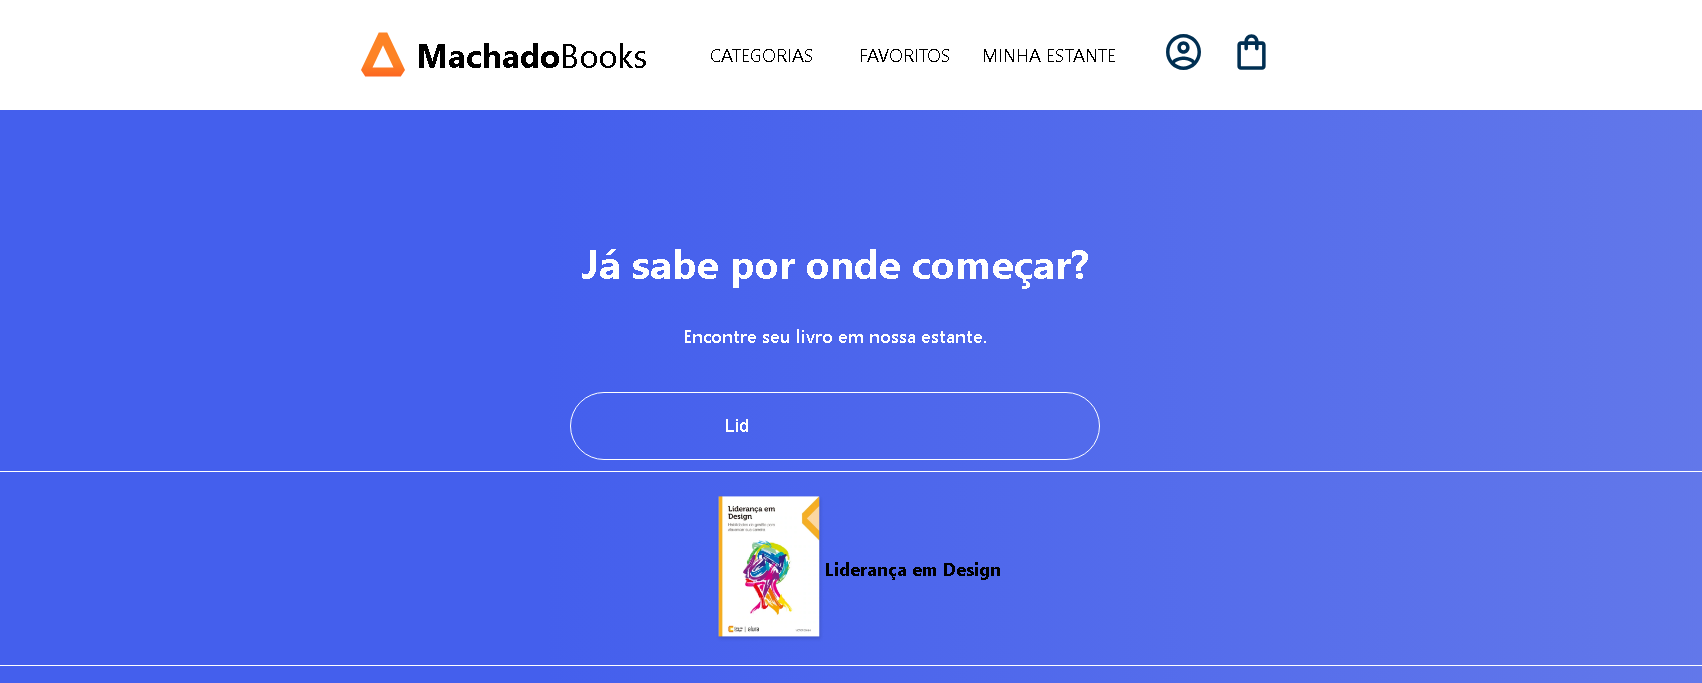 MachadoBooks CATEGORIAS FAVORITOS MINHA ESTANTE
Já sabe por onde começar?
Encontre seu livro em nossa estante.
Lid
Liderança em
Design
Liderança em Design